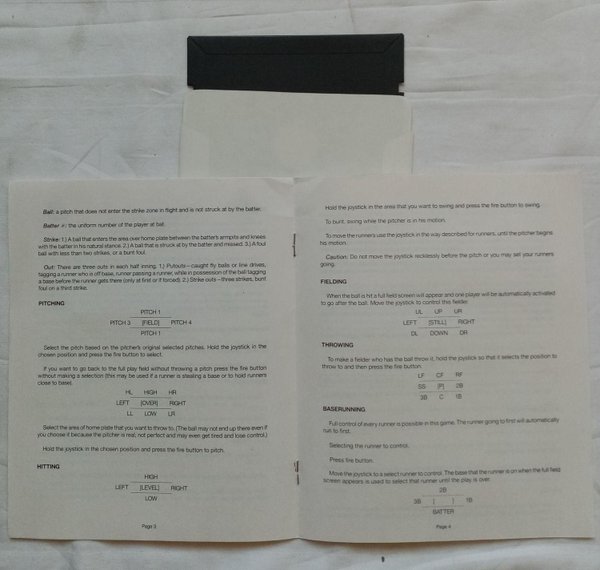 Ball: a pitch that does not enter the strike zone in flight and is not struck at by the batter.
Batter #: the uniform number of the player at bat.
Strike: 1.) A ball that enters the area over home plate between the batter's armpits and knees
with the batter in his natural stance. 2.) A ball that is struck at by the batter and missed. 3.) A foul
ball with less than two strikes, or a bunt foul.
Out: There are three outs in each half inning. 1.) Putouts—caught fly balls or line drives,
tagging a runner who is off base, runner passing a runner, while in possession of the ball tagging
a base before the runner gets there (only at first or if forced). 2.) Strike outs—three strikes, bunt
foul on a third strike.
PITCHING
PITCH 1
PITCH 3 [FIELD] PITCH 4
PITCH 1
Select the pitch based on the pitcher's original selected pitches. Hold the joystick in the
chosen position and press the fire button to select.
If you want to go back to the full play field without throwing a pitch press the fire button
without making a selection (this may be used if a runner is stealing a base or to hold runners
close to base).
HL HIGH HR
LEFT [OVER] RIGHT
LL LOW LR
Select the area of home plate that you want to throw to. (The ball may not end up there even if
you choose it because the pitcher is real; not perfect and may even get tired and lose control.)
Hold the joystick in the chosen position and press the fire button to pitch.
HITTING
HIGH
LEFT [LEVEL] RIGHT
LOW
Page 3
Hold the joystick in the area that you want to swing and press the fire button to swing.
To bunt, swing while the pitcher is in his motion.
To move the runners use the joystick in the way described for runners, until the pitcher begins
his motion.
Caution: Do not move the joystick recklessly before the pitch or you may set your runners
going.
FIELDING
When the ball is hit a full field screen will appear and one player will be automatically activated
to go after the ball. Move the joystick to control this fielder.
UL UP UR
LEFT [STILL] RIGHT
DL DOWN DR
THROWING
To make a fielder who has the ball throw it, hold the joystick so that it selects the position to
throw to and then press the fire button.
LF CF RF
SS [P] 2B
3B C 1B
BASERUNNING
Full control of every runner is possible in this game. The runner going to first will automatically
run to first.
Selecting the runner to control.
Press fire button.
Move the joystick to a select runner to control. The base that the runner is on when the full field
screen appears is used to select that runner until the play is over.
2B
3B [ ] 1B
BATTER
Page 4